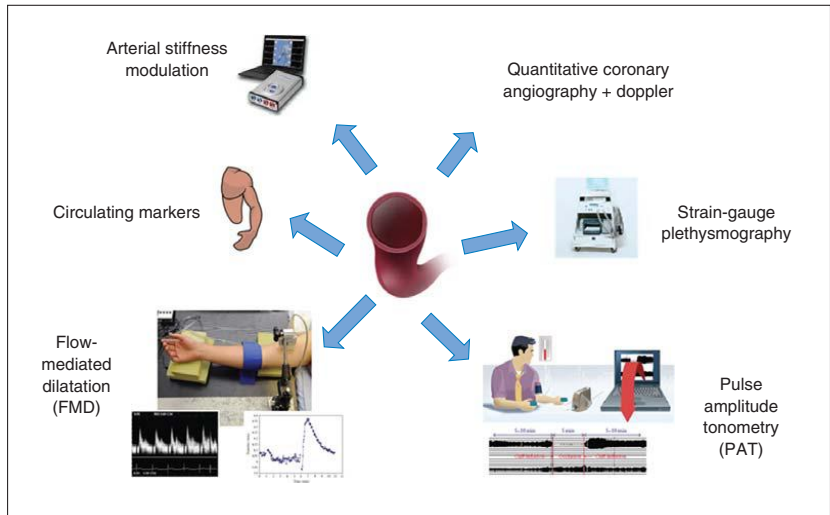 Arterial stiffness
modulation
Quantitative coronary
angiography + doppler
Circulating markers
Strain-gauge
plethysmography
Flow-
mediated
dilatation
(FMD)
Pulse
amplitude
tonometry
(PAT)